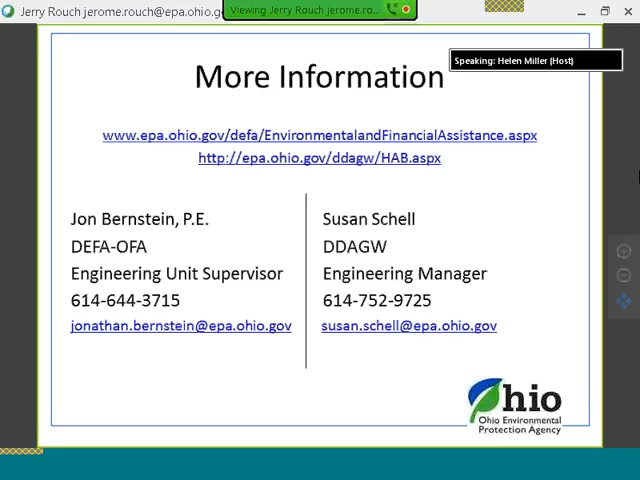 Jerry Rouch jerome.rouch@epa.ohio.g
Viewing Jerry Rouch jerome.ro...
Speaking: Helen Miller (Host)
More Information
www.epa.ohio.gov/defa/EnvironmentalandFinancialAssistance.aspx
http://epa.ohio.gov/ddagw/HAB.aspx
Jon Bernstein, P.E.
DEFA-OFA
Engineering Unit Supervisor
614-644-3715
jonathan.bernstein@epa.ohio.gov
Susan Schell
DDAGW
Engineering Manager
614-752-9725
susan.schell@epa.ohio.gov
Ohio
Ohio Environmental
Protection Agency